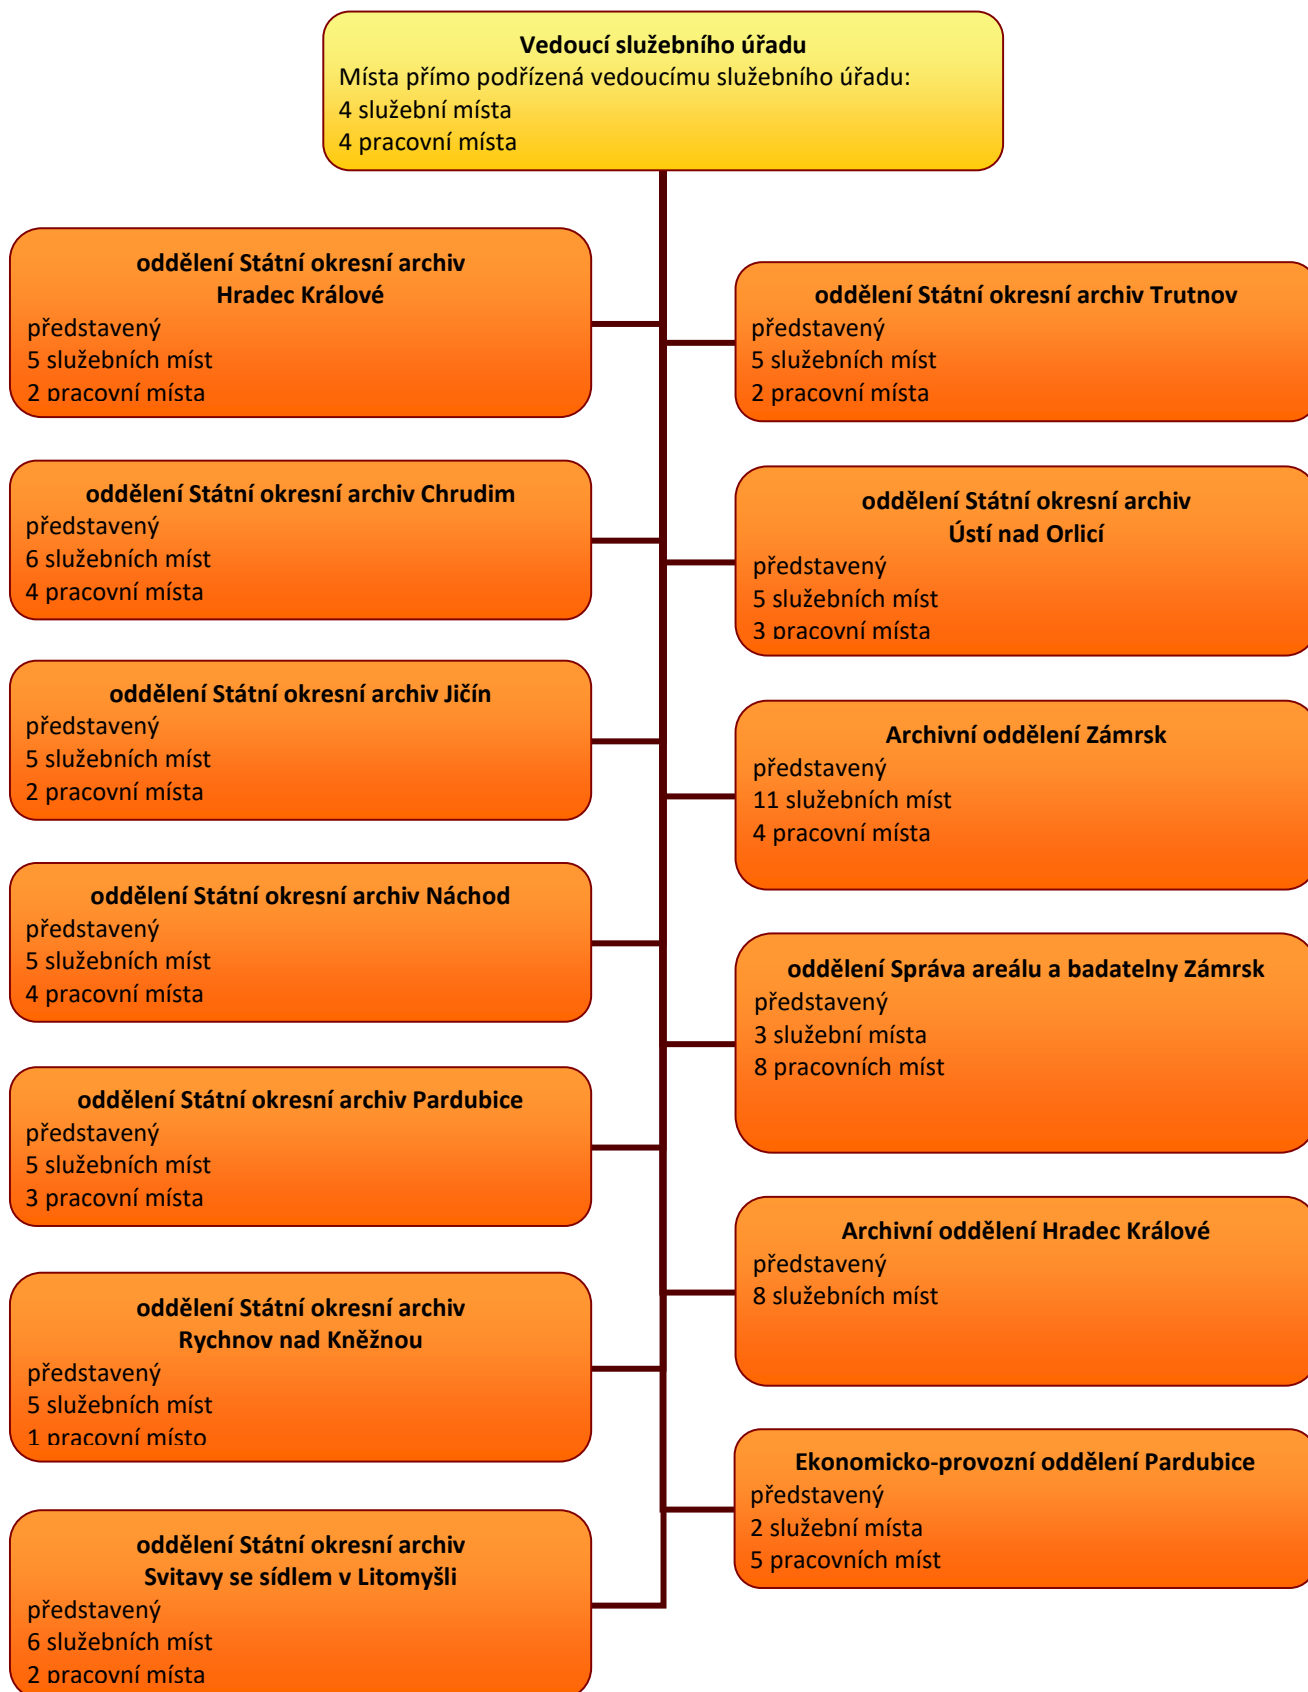 Vedoucí služebního úřadu
Místa přímo podřízená vedoucímu služebního úřadu:
4 služební místa
4 pracovní místa
oddělení Státní okresní archiv
Hradec Králové
představený
5 služebních míst
2 pracovní místa
oddělení Státní okresní archiv Chrudim
představený
6 služebních míst
4 pracovní místa
oddělení Státní okresní archiv Jičín
představený
5 služebních míst
2 pracovní místa
oddělení Státní okresní archiv Náchod
představený
5 služebních míst
4 pracovní místa
oddělení Státní okresní archiv Pardubice
představený
5 služebních míst
3 pracovní místa
oddělení Státní okresní archiv
Rychnov nad Kněžnou
představený
5 služebních míst
1 pracovní místo
oddělení Státní okresní archiv
Svitavy se sídlem v Litomyšli
představený
6 služebních míst
2 pracovní místa
oddělení Státní okresní archiv Trutnov
představený
5 služebních míst
2 pracovní místa
oddělení Státní okresní archiv
Ústí nad Orlicí
představený
5 služebních míst
3 pracovní místa
Archivní oddělení Zámrsk
představený
11 služebních míst
4 pracovní místa
oddělení Správa areálu a badatelny Zámrsk
představený
3 služební místa
8 pracovních míst
Archivní oddělení Hradec Králové
představený
8 služebních míst
Ekonomicko-provozní oddělení Pardubice
představený
2 služební místa
5 pracovních míst